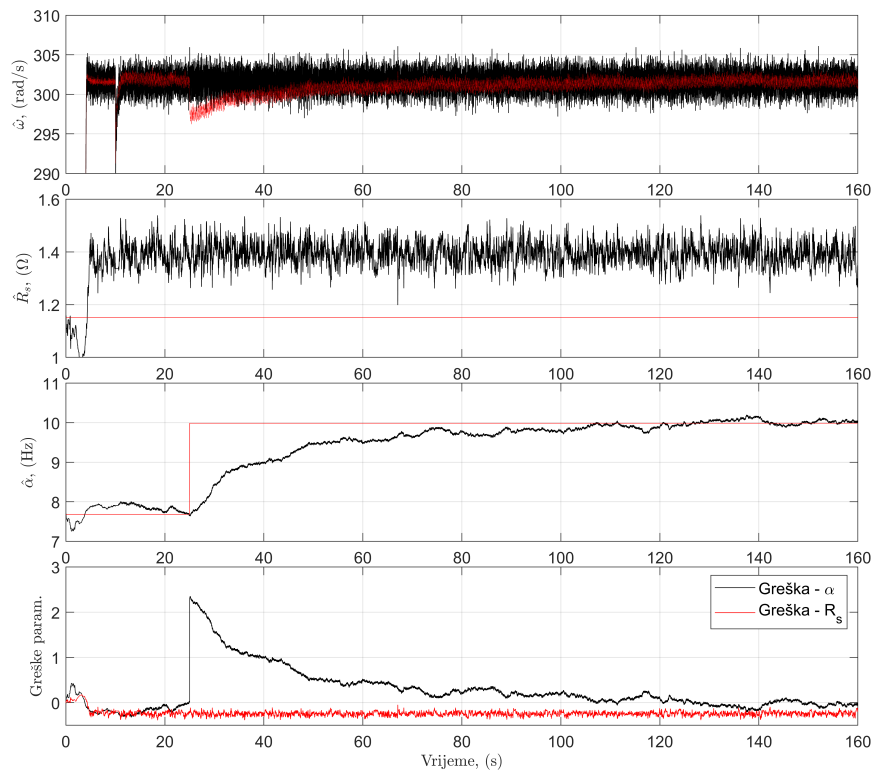 310
305
300
295
290
ω̂, (rad/s)
0 20 40 60 80 100 120 140 160
1.6
1.4
1.2
1
R̂s, (Ω)
0 20 40 60 80 100 120 140 160
11
10
9
8
7
α̂, (Hz)
0 20 40 60 80 100 120 140 160
3
2
1
0
Greške param.
Greška - α
Greška - Rs
0 20 40 60 80 100 120 140 160
Vrijeme, (s)